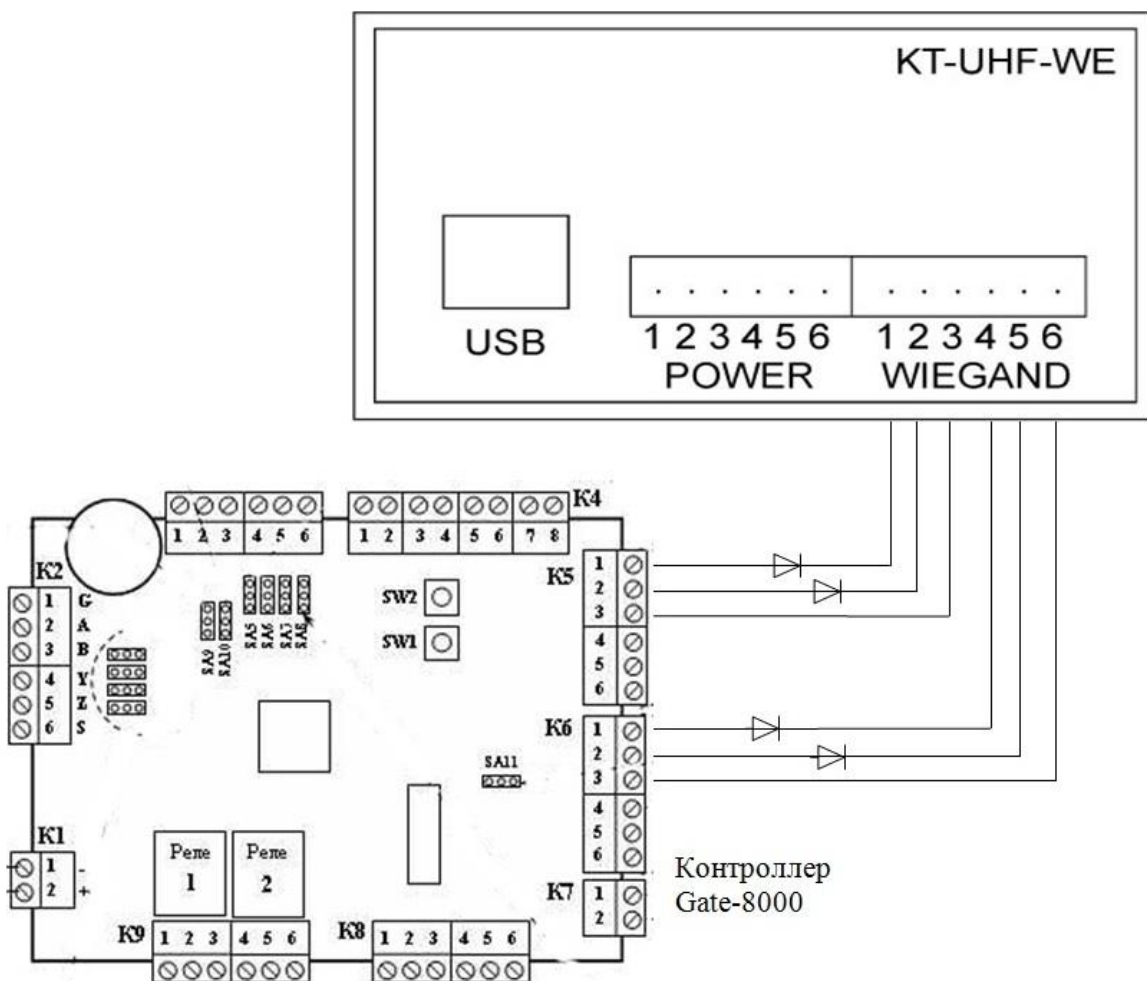 KT-UHF-WE
USB
1 2 3 4 5 6
POWER
1 2 3 4 5 6
WIEGAND
1 2 3 4 5 6
1 2 3 4 5 6 7 8
K4
K2
1 G
2 A
3 B
4 Y
5 Z
6 S
SA9
SA10
SA5
SA6
SA7
SA8
SW2
SW1
K5
1
2
3
4
5
6
K6
1
2
3
4
5
6
SA11
K1
1 -
2 +
Реле
1
Реле
2
K7
1
2
Контроллер
Gate-8000
K9
1 2 3 4 5 6
K8
1 2 3 4 5 6